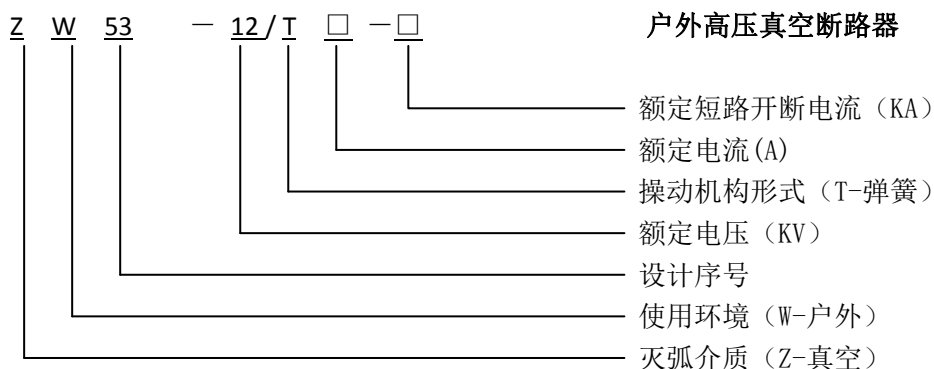 Z W 53 － 12/T □ －□ 户外高压真空断路器
额定短路开断电流（KA）
额定电流(A)
操动机构形式（T-弹簧）
额定电压（KV）
设计序号
使用环境（W-户外）
灭弧介质（Z-真空）